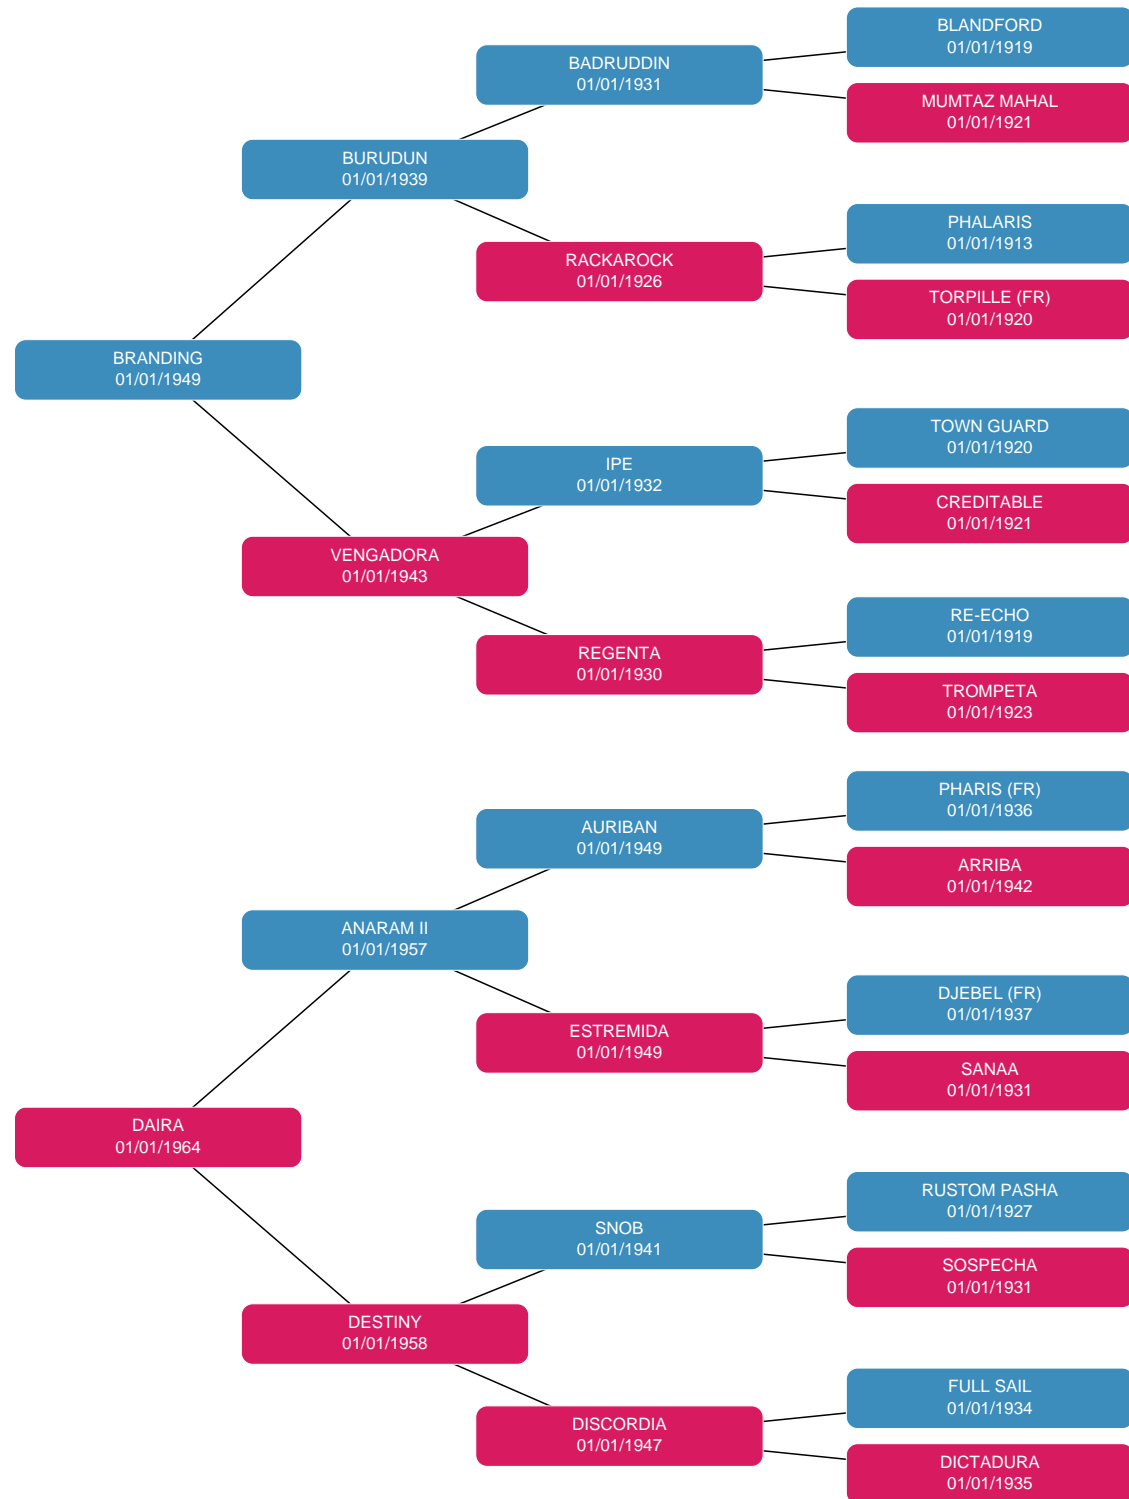 BLANDFORD
01/01/1919
BADRUDDIN
01/01/1931
MUMTAZ MAHAL
01/01/1921
BURUDUN
01/01/1939
PHALARIS
01/01/1913
RACKAROCK
01/01/1926
TORPILLE (FR)
01/01/1920
BRANDING
01/01/1949
TOWN GUARD
01/01/1920
IPE
01/01/1932
CREDITABLE
01/01/1921
VENGADORA
01/01/1943
RE-ECHO
01/01/1919
REGENTA
01/01/1930
TROMPETA
01/01/1923
PHARIS (FR)
01/01/1936
AURIBAN
01/01/1949
ARRIBA
01/01/1942
ANARAM II
01/01/1957
DJEBEL (FR)
01/01/1937
ESTREMIDA
01/01/1949
SANAA
01/01/1931
DAIRA
01/01/1964
RUSTOM PASHA
01/01/1927
SNOB
01/01/1941
SOSPECHA
01/01/1931
DESTINY
01/01/1958
FULL SAIL
01/01/1934
DISCORDIA
01/01/1947
DICTADURA
01/01/1935